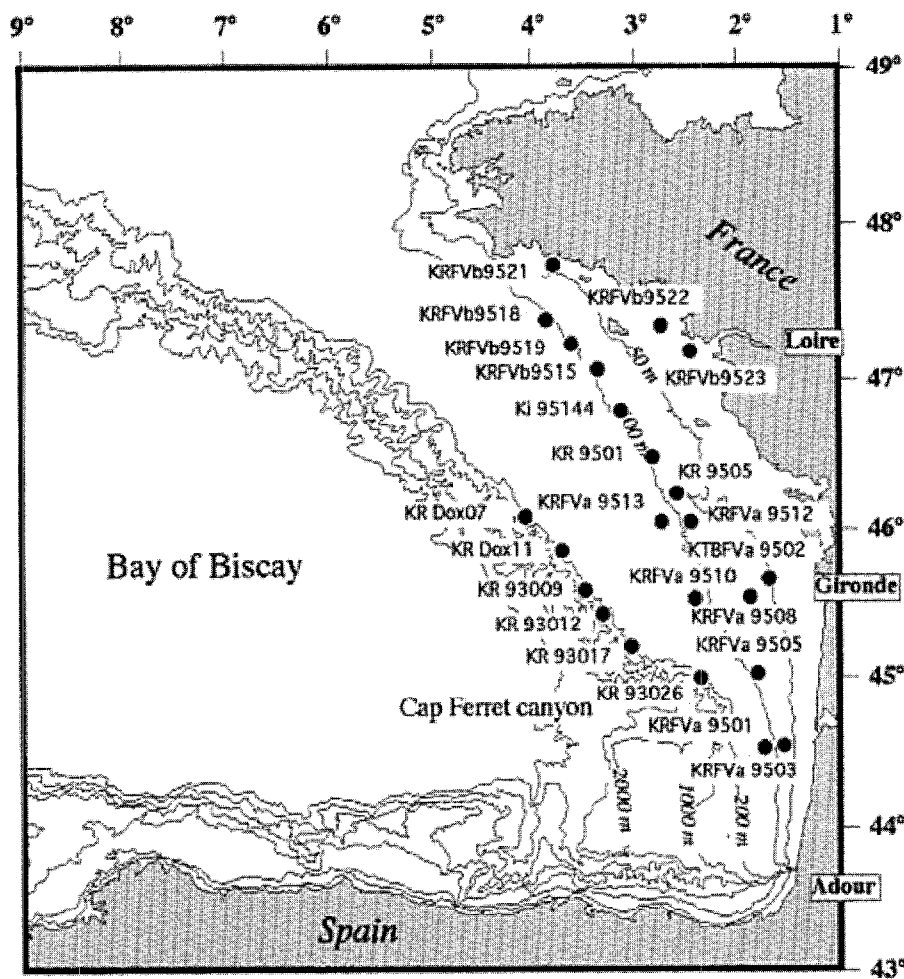 9° 8° 7° 6° 5° 4° 3° 2° 1°
49°
48°
France
KRFVb9521
KRFVb9522
KRFVb9518
Loire
KRFVb9519
50 m
KRFVb9515
KRFVb9523
47°
Ki 95144
00 m
KR 9501
KR 9505
KR Dox07
KRFVa 9513
KRFVa 9512
46°
KR Dox11
KTBFVa 9502
Bay of Biscay
KRFVa 9510
KR 93009
Gironde
KR 93012
KRFVa 9508
KR 93017
KRFVa 9505
45°
KR 93026
Cap Ferret canyon
KRFVa 9501
KRFVa 9503
2000 m
1000 m
200 m
44°
Adour
Spain
43°